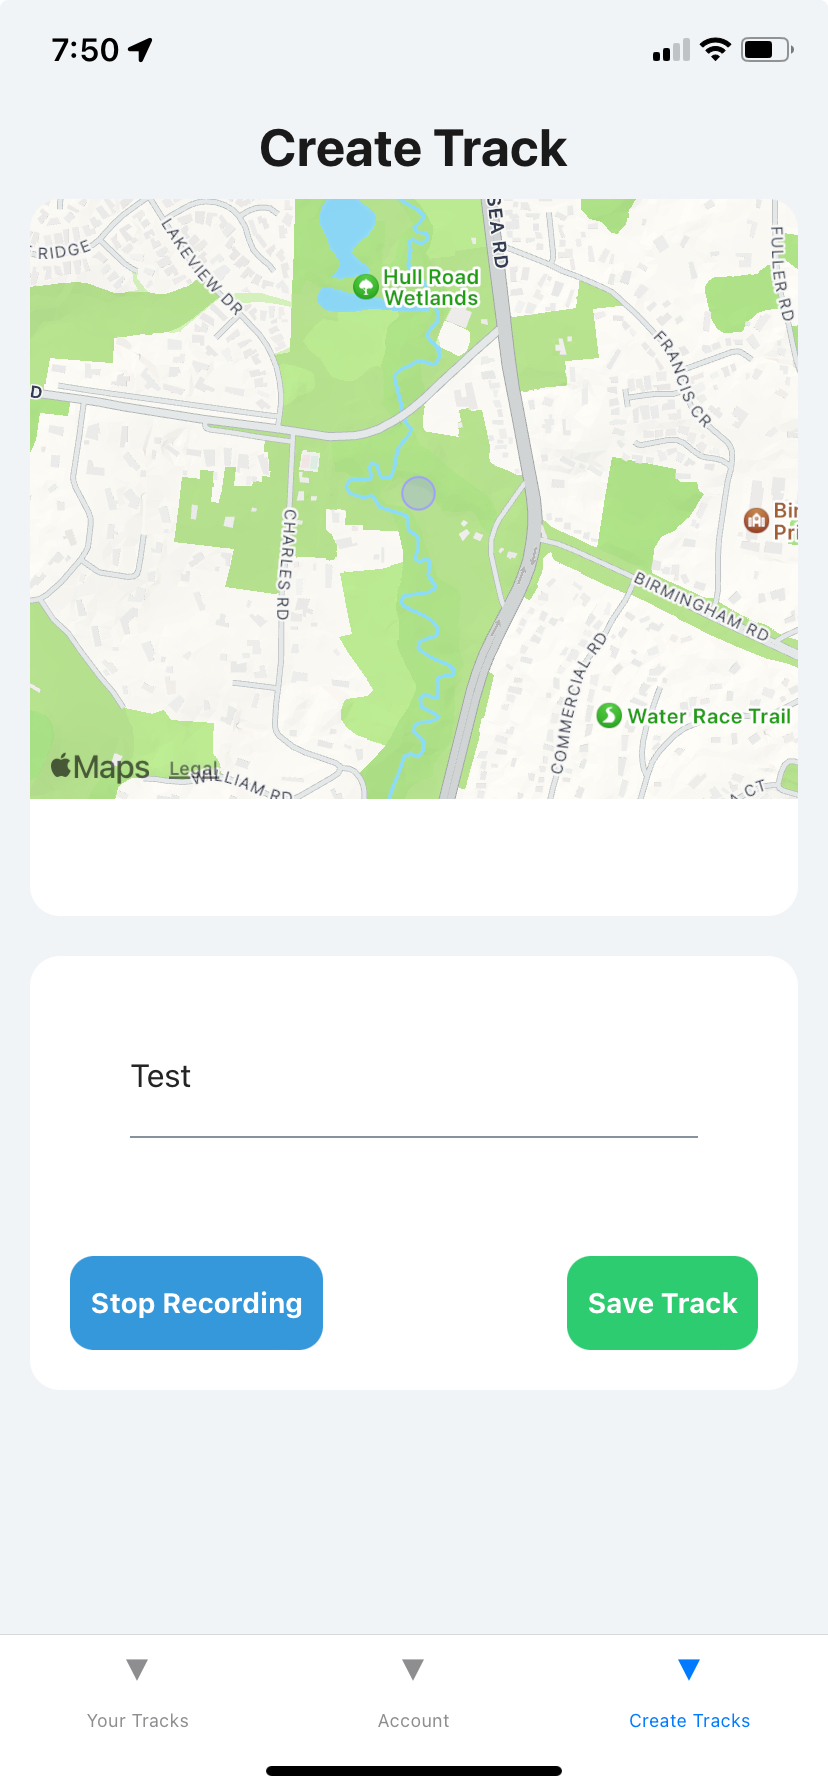 7:50
Create Track
RIDGE
LAKEVIEW DR
SEA RD
FULLER RD
Hull Road
Wetlands
FRANCIS CR
D
CHARLES RD
Bir
Pri
BIRMINGHAM RD
COMMERCIAL RD
Water Race Trail
Maps
Legal
WILLIAM RD
CT
Test
Stop Recording
Save Track
Your Tracks
Account
Create Tracks